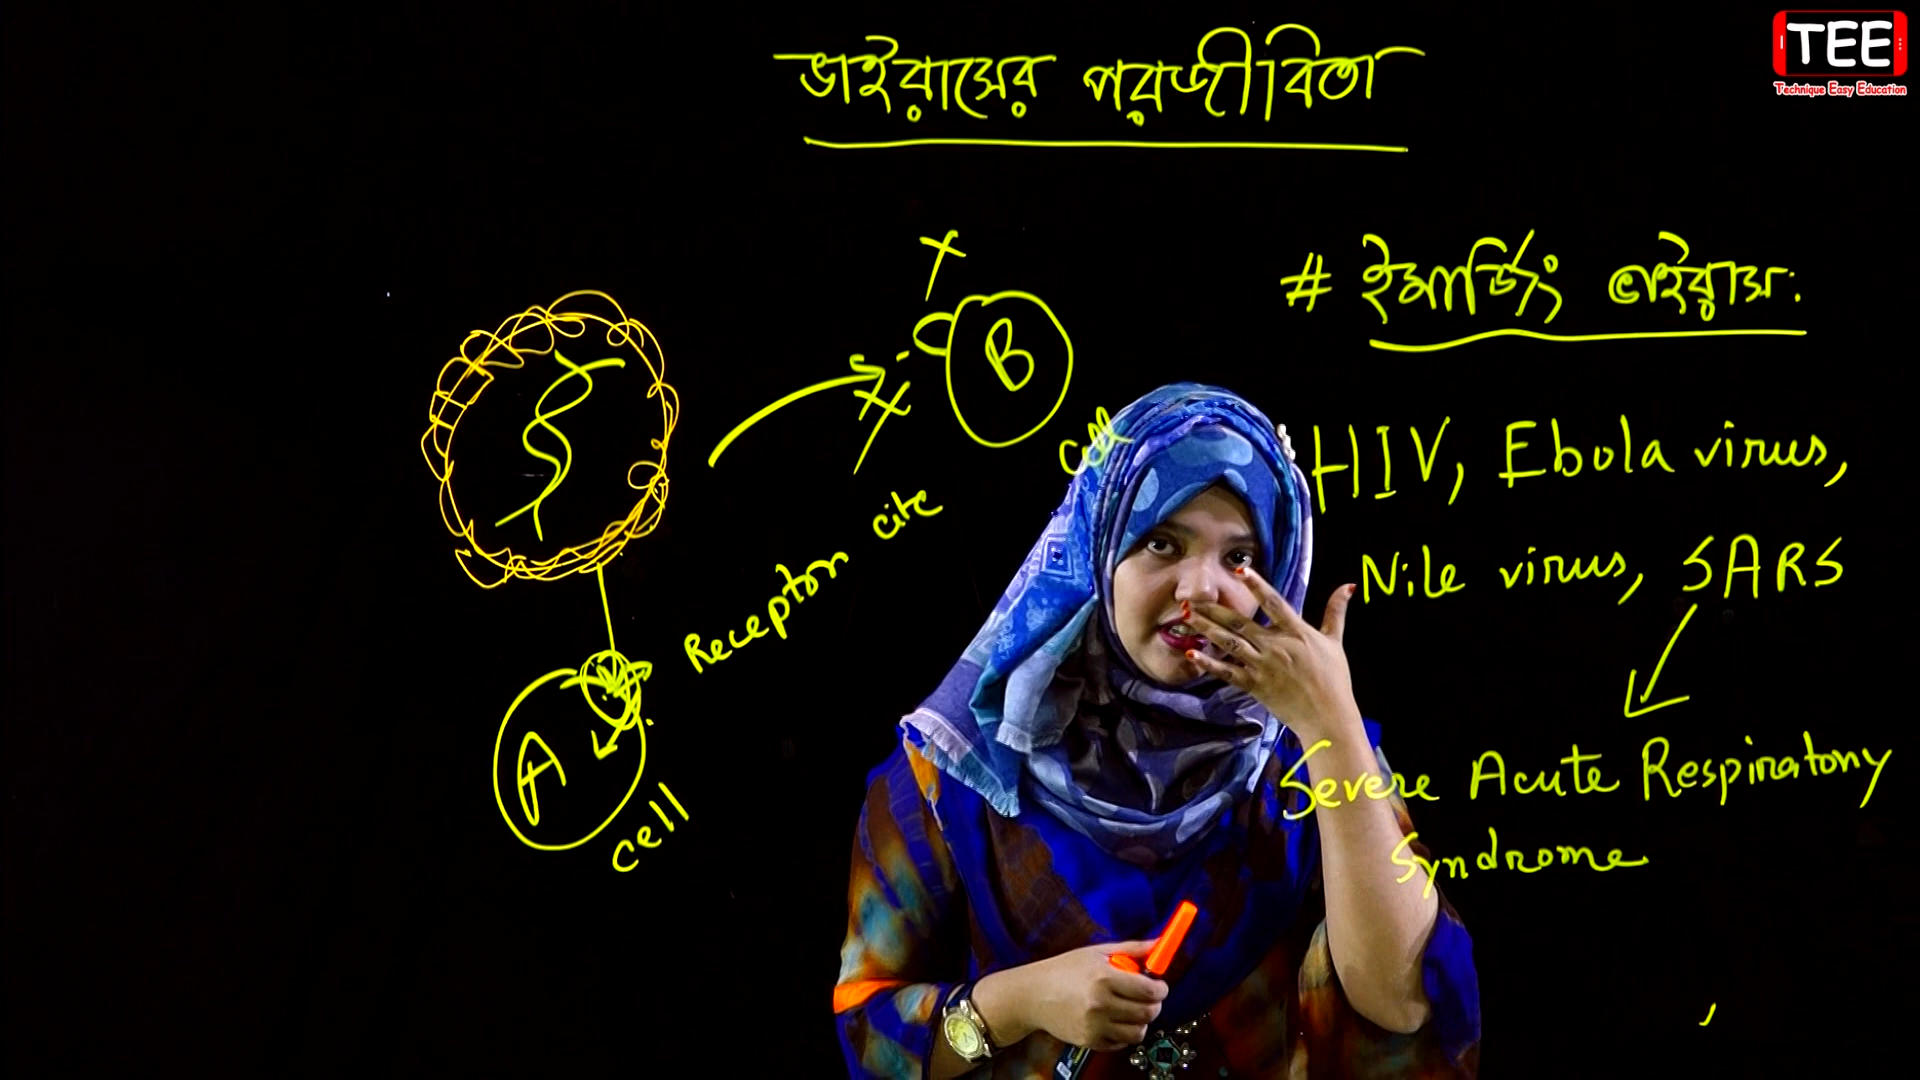 TEE
Technique Easy Education
ভাইরাসের পরজীবিতা
# ইমার্জিং ভাইরাস:
B
cell
HIV, Ebola virus,
Nile virus, SARS
Receptor cite
Severe Acute Respiratory
Syndrome
A
cell